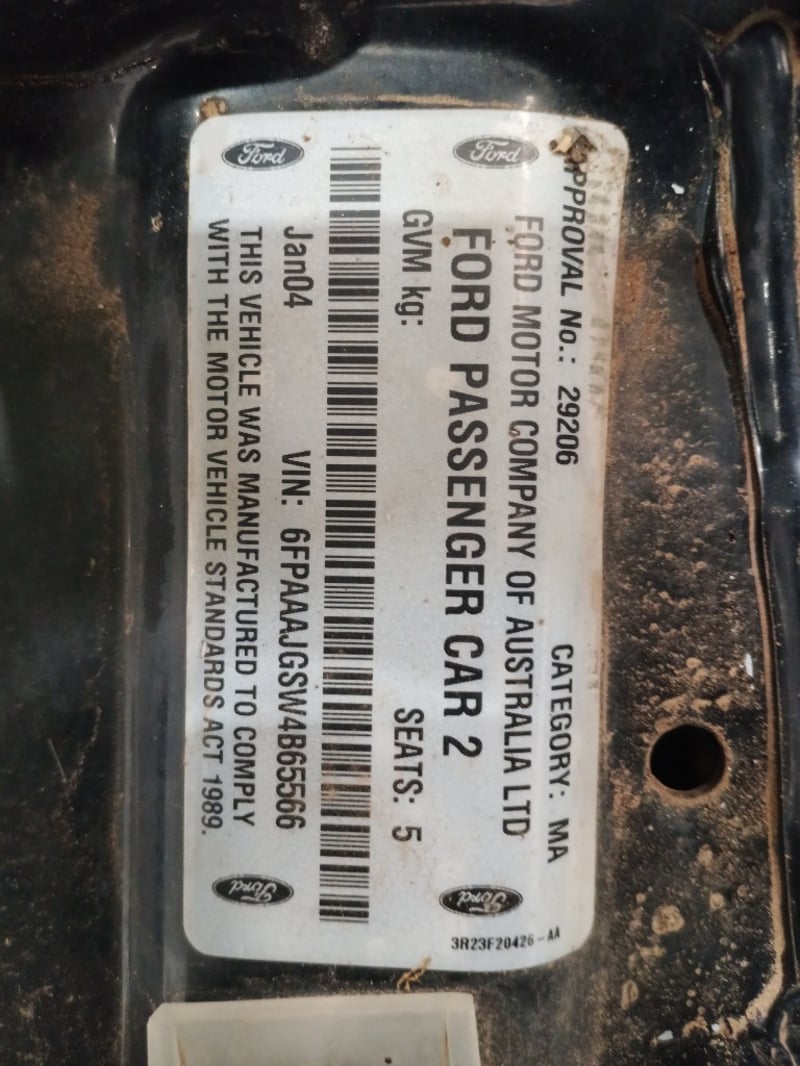 APPROVAL No.: 29206 CATEGORY: MA
FORD MOTOR COMPANY OF AUSTRALIA LTD
Ford
FORD PASSENGER CAR 2
Ford
GVM kg: SEATS: 5
Jan04 VIN: 6FPAAAJGSW4B65566
Ford
THIS VEHICLE WAS MANUFACTURED TO COMPLY
WITH THE MOTOR VEHICLE STANDARDS ACT 1989.
Ford
3R23F20426-AA